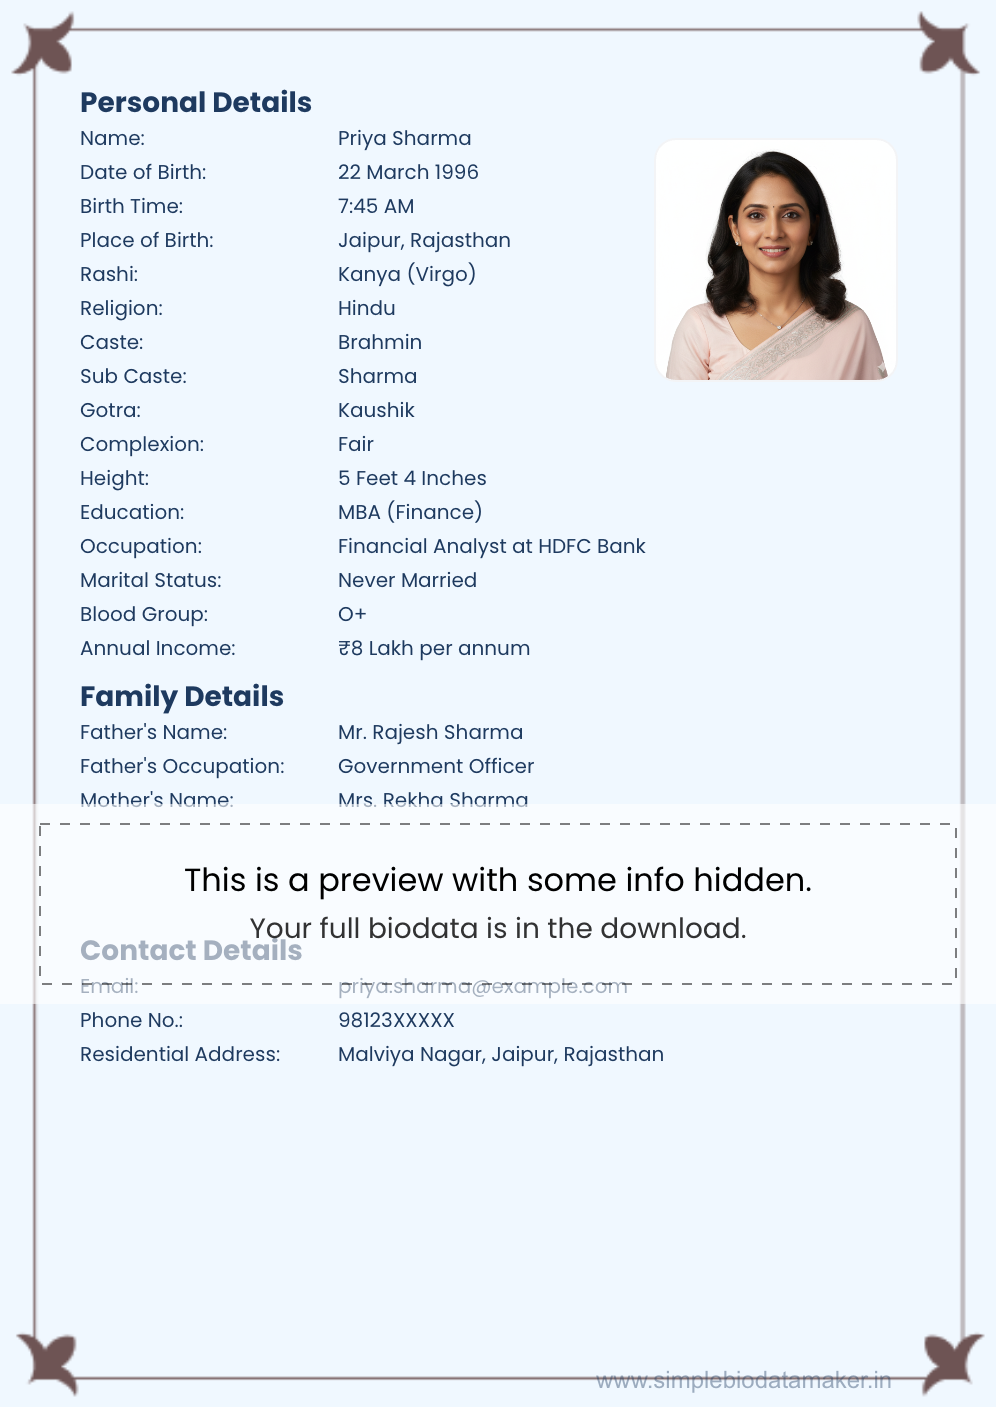 Personal Details
Name: Priya Sharma
Date of Birth: 22 March 1996
Birth Time: 7:45 AM
Place of Birth: Jaipur, Rajasthan
Rashi: Kanya (Virgo)
Religion: Hindu
Caste: Brahmin
Sub Caste: Sharma
Gotra: Kaushik
Complexion: Fair
Height: 5 Feet 4 Inches
Education: MBA (Finance)
Occupation: Financial Analyst at HDFC Bank
Marital Status: Never Married
Blood Group: O+
Annual Income: ₹8 Lakh per annum
Family Details
Father's Name: Mr. Rajesh Sharma
Father's Occupation: Government Officer
Mother's Name: Mrs. Rekha Sharma
This is a preview with some info hidden.
Your full biodata is in the download.
Contact Details
Email: priya.sharma@example.com
Phone No.: 98123XXXXX
Residential Address: Malviya Nagar, Jaipur, Rajasthan
www.simplebiodatamaker.in